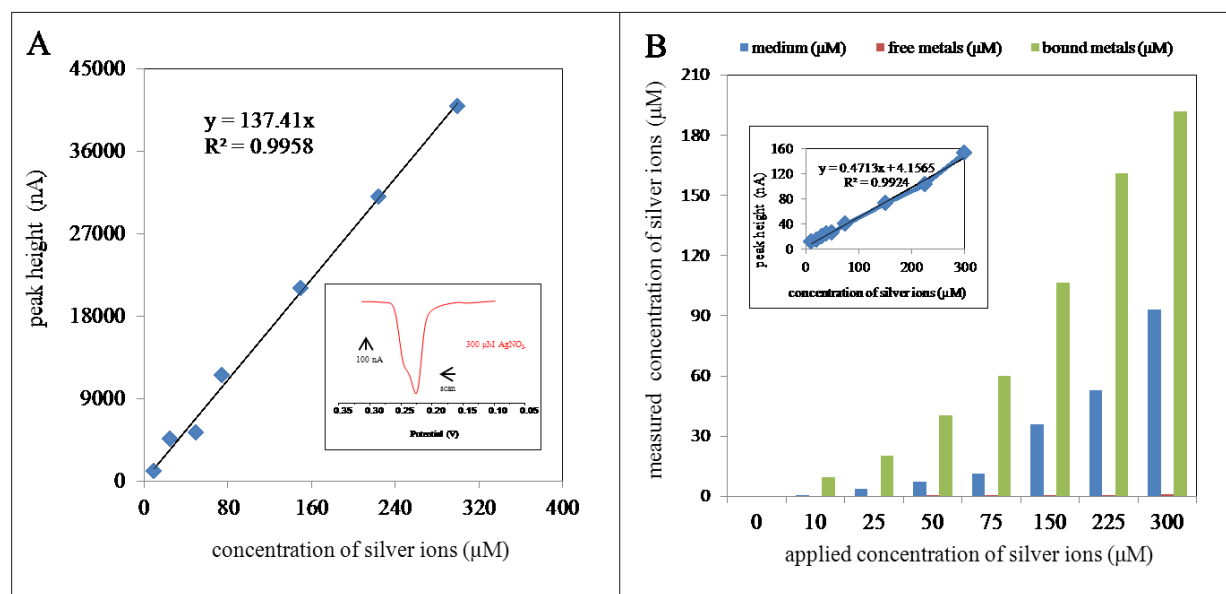 A
45000
36000
27000
18000
9000
0
peak height (nA)
y = 137.41x
R² = 0.9958
100 nA
300 µM AgNO3
scan
0.35 0.30 0.25 0.20 0.15 0.10 0.05
Potential (V)
0 80 160 240 320 400
concentration of silver ions (µM)
B
medium (µM) free metals (µM) bound metals (µM)
210
180
150
120
90
60
30
0
measured concentration of silver ions (µM)
160
120
80
40
0
peak height (nA)
y = 0.4713x + 4.1565
R² = 0.9924
0 100 200 300
concentration of silver ions (µM)
0 10 25 50 75 150 225 300
applied concentration of silver ions (µM)